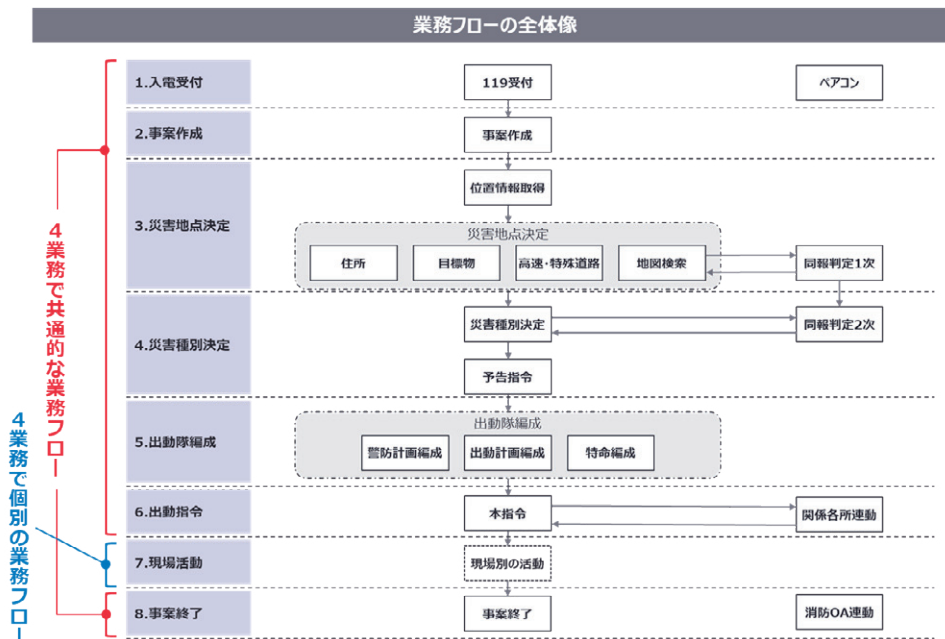 業務フローの全体像
4業務で共通的な業務フロー
4業務で個別の業務フロー
1.入電受付
119受付
ペアコン
2.事案作成
事案作成
3.災害地点決定
位置情報取得
災害地点決定
住所
目標物
高速・特殊道路
地図検索
同報判定1次
4.災害種別決定
災害種別決定
同報判定2次
予告指令
5.出動隊編成
出動隊編成
警防計画編成
出動計画編成
特命編成
6.出動指令
本指令
関係各所連動
7.現場活動
現場別の活動
8.事案終了
事案終了
消防OA連動